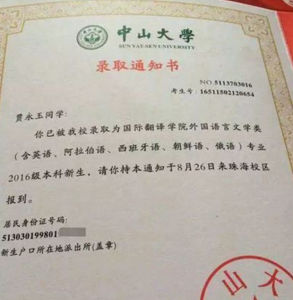 中山大學
SUN YAT-SEN UNIVERSITY
录取通知书
NO.5113703016
考生号:16511502120654
贾永王同学:
你已被我校录取为国际翻译学院外国语言文学类
(含英语、阿拉伯语、西班牙语、朝鲜语、俄语)专业
2016级本科新生,请你持本通知于8月26日来珠海校区
报到。
居民身份证号码:
513030199801
新生户口所在地派出所(盖章)
山大